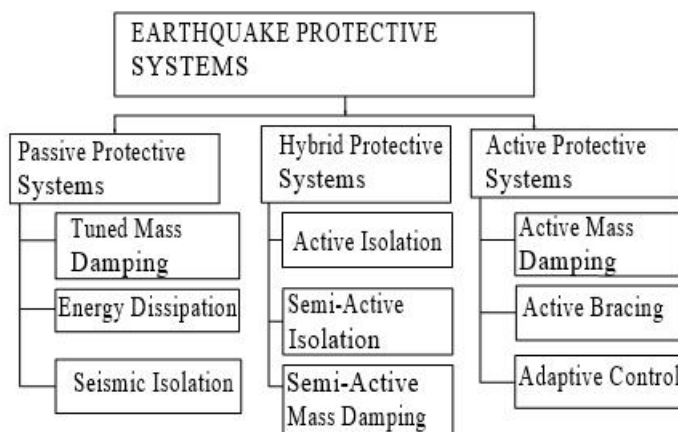 EARTHQUAKE PROTECTIVE
SYSTEMS
Passive Protective
Systems
Hybrid Protective
Systems
Active Protective
Systems
Tuned Mass
Damping
Energy Dissipation
Seismic Isolation
Active Isolation
Semi-Active
Isolation
Semi-Active
Mass Damping
Active Mass
Damping
Active Bracing
Adaptive Control